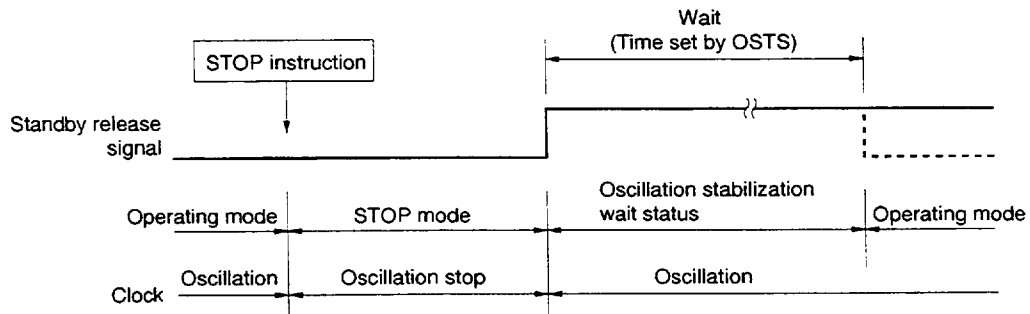 Wait
(Time set by OSTS)
STOP instruction
Standby release
signal
Operating mode
STOP mode
Oscillation stabilization
wait status
Operating mode
Clock
Oscillation
Oscillation stop
Oscillation